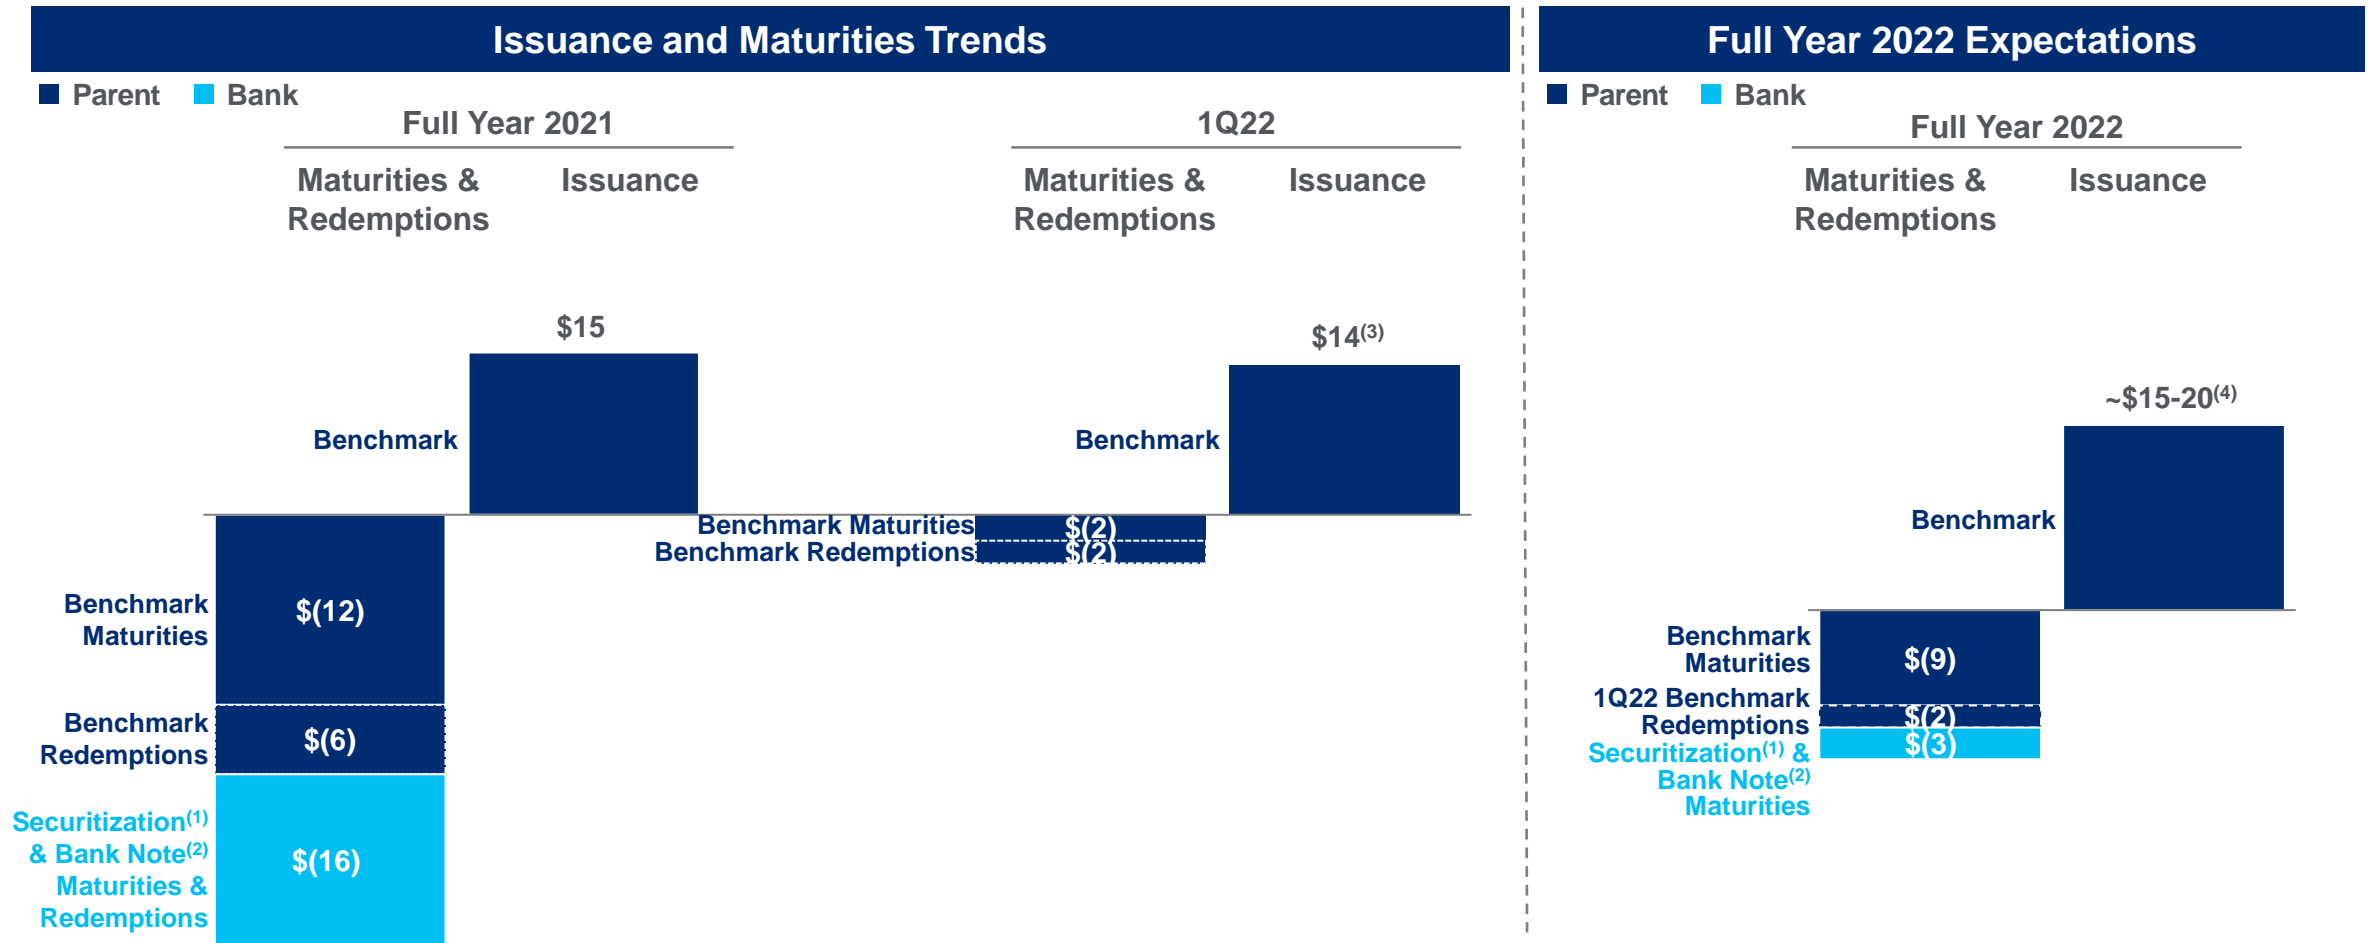 Issuance and Maturities Trends
Parent
Bank
Full Year 2021
Maturities &
Redemptions
Issuance
1Q22
Maturities &
Redemptions
Issuance
$15
Benchmark
$14(3)
Benchmark
Benchmark Maturities
$(2)
Benchmark Redemptions
$(2)
Benchmark
Maturities
$(12)
Benchmark
Redemptions
$(6)
Securitization(1)
& Bank Note(2)
Maturities &
Redemptions
$(16)
Full Year 2022 Expectations
Parent
Bank
Full Year 2022
Maturities &
Redemptions
Issuance
~$15-20(4)
Benchmark
Benchmark
Maturities
$(9)
1Q22 Benchmark
Redemptions
$(2)
Securitization(1) &
Bank Note(2)
Maturities
$(3)